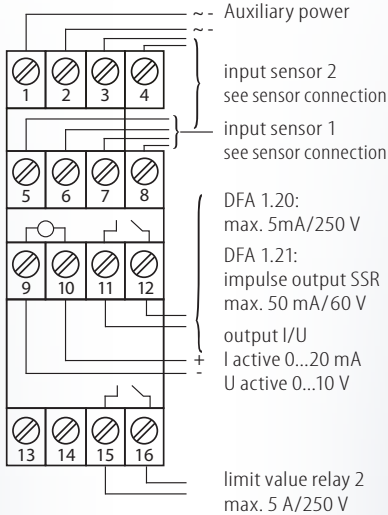 ~ - Auxiliary power
~ -
1 2 3 4
input sensor 2
see sensor connection
input sensor 1
see sensor connection
5 6 7 8
DFA 1.20:
max. 5mA/250 V
DFA 1.21:
impulse output SSR
max. 50 mA/60 V
9 10 11 12
output I/U
+ I active 0...20 mA
- U active 0...10 V
13 14 15 16
limit value relay 2
max. 5 A/250 V